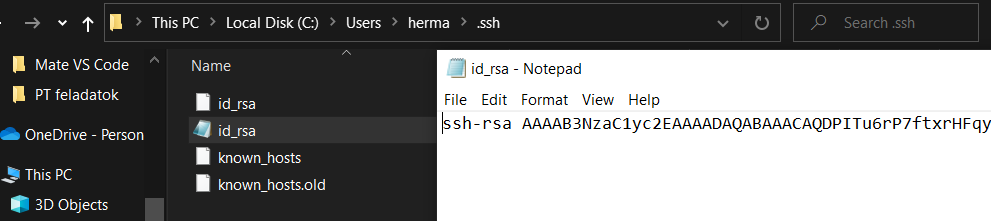 This PC > Local Disk (C:) > Users > herma > .ssh
Search .ssh
Mate VS Code
PT feladatok
OneDrive - Person
This PC
3D Objects
Name
id_rsa
id_rsa
known_hosts
known_hosts.old
id_rsa - Notepad
File Edit Format View Help
ssh-rsa AAAAB3NzaC1yc2EAAAADAQABAAACAQDPITu6rP7ftxrHFqy